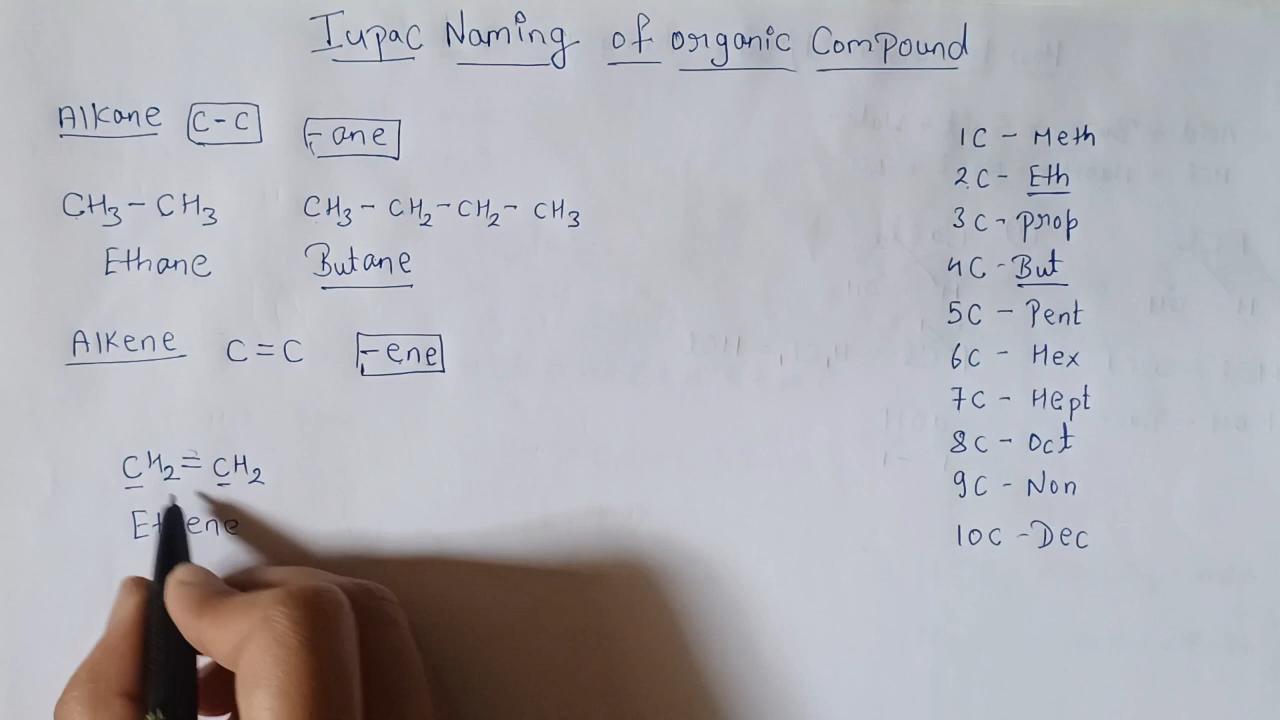 Iupac Naming of organic Compound
Alkane C-C -ane
CH3-CH3 CH3-CH2-CH2-CH3
Ethane Butane
Alkene C=C -ene
CH2=CH2
Ethene
1C - Meth
2C- Eth
3C- Prop
4C-But
5C - Pent
6C - Hex
7C - Hept
8C - Oct
9C - Non
10C -Dec